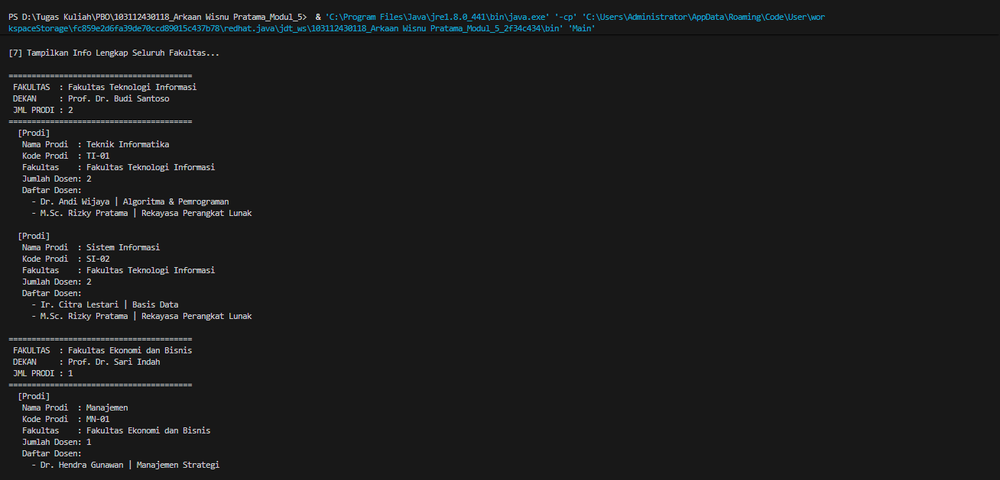 PS D:\Tugas Kuliah\PBO\103112430118_Arkaan Wisnu Pratama_Modul_5>  & 'C:\Program Files\Java\jre1.8.0_441\bin\java.exe' '-cp' 'C:\Users\Administrator\AppData\Roaming\Code\User\wor
kspaceStorage\fc859e2d6fa39de70ccd89015c437b78\redhat.java\jdt_ws\103112430118_Arkaan Wisnu Pratama_Modul_5_2f34c434\bin' 'Main'
[7] Tampilkan Info Lengkap Seluruh Fakultas...
========================================
FAKULTAS  : Fakultas Teknologi Informasi
DEKAN     : Prof. Dr. Budi Santoso
JML PRODI : 2
========================================
[Prodi]
Nama Prodi  : Teknik Informatika
Kode Prodi  : TI-01
Fakultas    : Fakultas Teknologi Informasi
Jumlah Dosen: 2
Daftar Dosen:
- Dr. Andi Wijaya | Algoritma & Pemrograman
- M.Sc. Rizky Pratama | Rekayasa Perangkat Lunak
[Prodi]
Nama Prodi  : Sistem Informasi
Kode Prodi  : SI-02
Fakultas    : Fakultas Teknologi Informasi
Jumlah Dosen: 2
Daftar Dosen:
- Ir. Citra Lestari | Basis Data
- M.Sc. Rizky Pratama | Rekayasa Perangkat Lunak
========================================
FAKULTAS  : Fakultas Ekonomi dan Bisnis
DEKAN     : Prof. Dr. Sari Indah
JML PRODI : 1
========================================
[Prodi]
Nama Prodi  : Manajemen
Kode Prodi  : MN-01
Fakultas    : Fakultas Ekonomi dan Bisnis
Jumlah Dosen: 1
Daftar Dosen:
- Dr. Hendra Gunawan | Manajemen Strategi